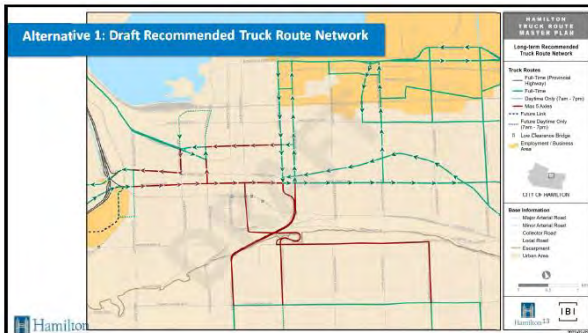 Alternative 1: Draft Recommended Truck Route Network
HAMILTON
TRUCK ROUTE
MASTER PLAN
Long-term Recommended
Truck Route Network
Truck Routes
Full-Time (Provincial
Highway)
Full-Time
Daytime Only (7am - 7pm)
Max 5 Axles
Future Link
Future Daytime Only
(7am - 7pm)
Low Clearance Bridge
Employment / Business
Area
CITY OF HAMILTON
Base Information
Major Arterial Road
Minor Arterial Road
Collector Road
Local Road
Escarpment
Urban Area
Hamilton
Hamilton
13
IBI